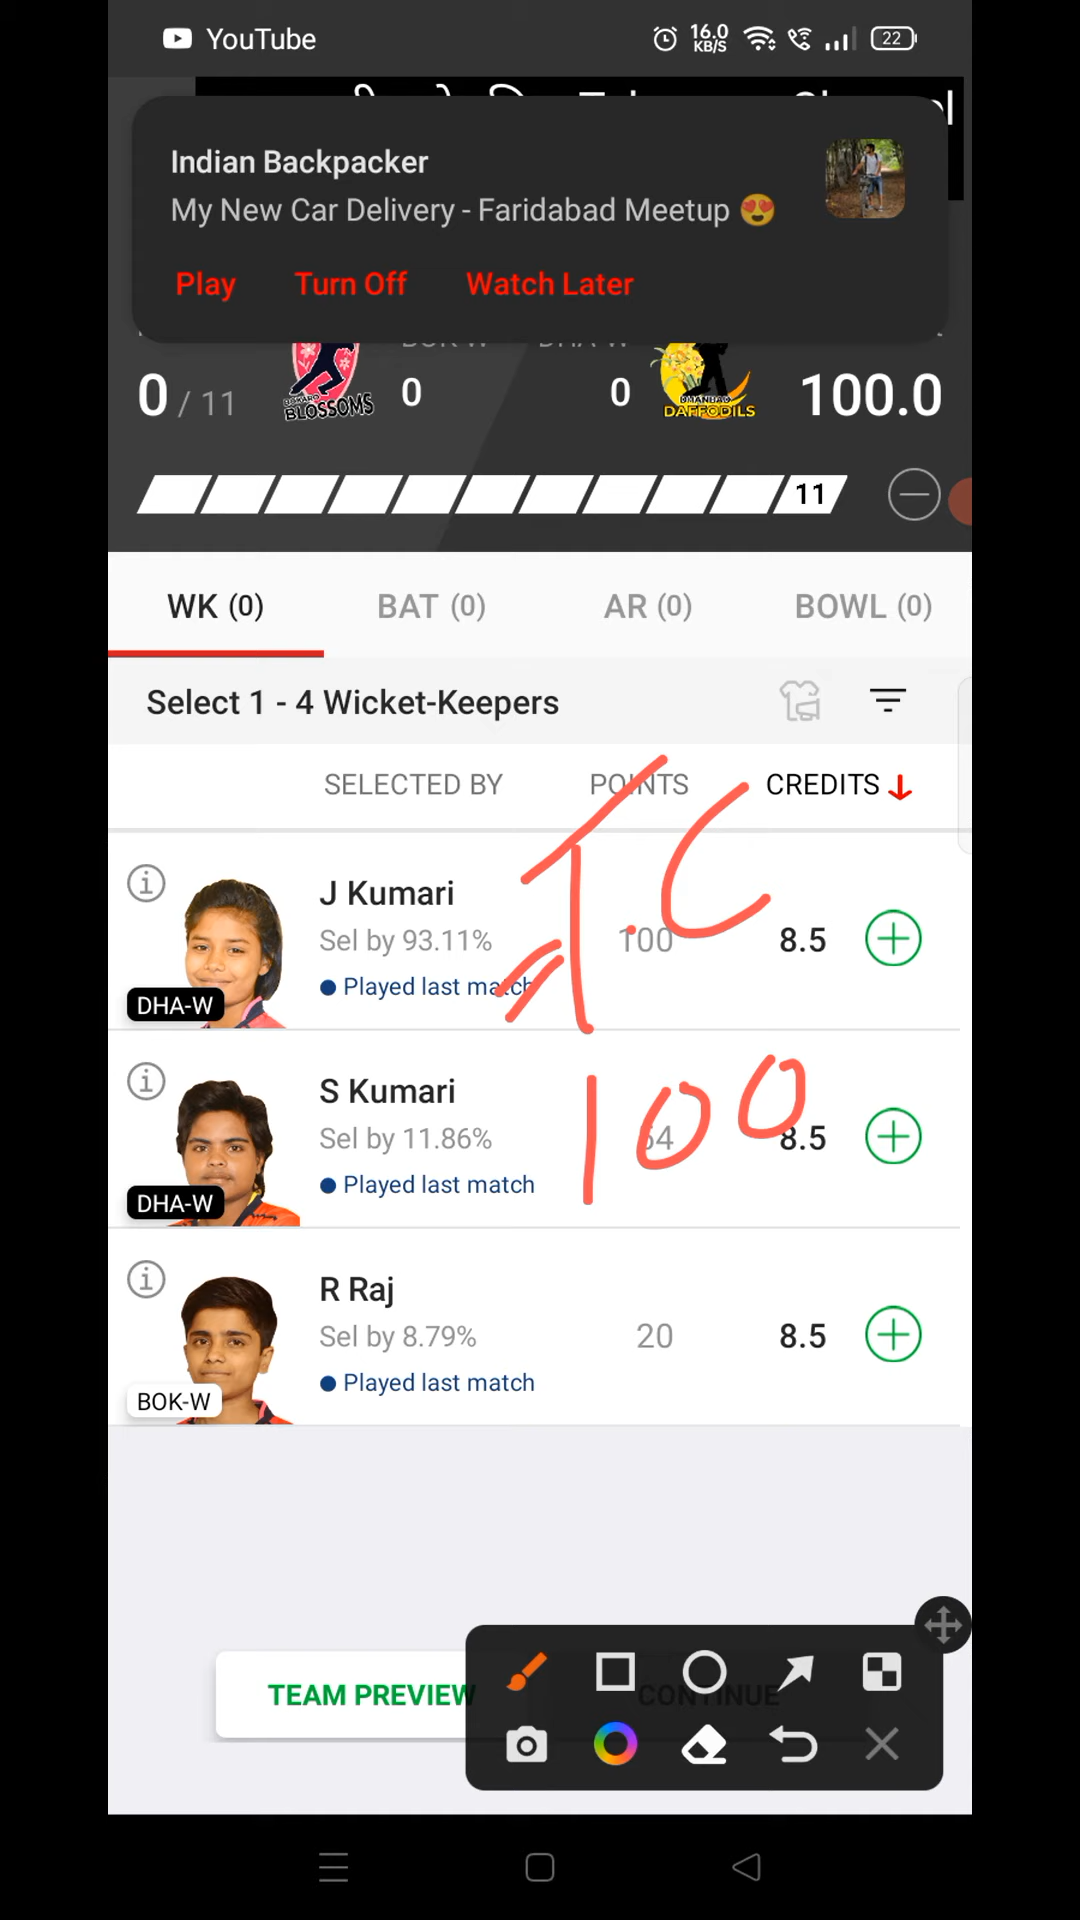 YouTube 16.0 KB/S 22
Indian Backpacker
My New Car Delivery - Faridabad Meetup 😍
Play Turn Off Watch Later
0 / 11 BLOSSOMS 0 0 DHANBAD DAFFODILS 100.0
11
WK (0) BAT (0) AR (0) BOWL (0)
Select 1 - 4 Wicket-Keepers
SELECTED BY POINTS CREDITS ↓
J Kumari
Sel by 93.11% 100 8.5
Played last match
DHA-W
S Kumari
Sel by 11.86% 64 8.5
Played last match
DHA-W
R Raj
Sel by 8.79% 20 8.5
Played last match
BOK-W
T.C
100
TEAM PREVIEW CONTINUE